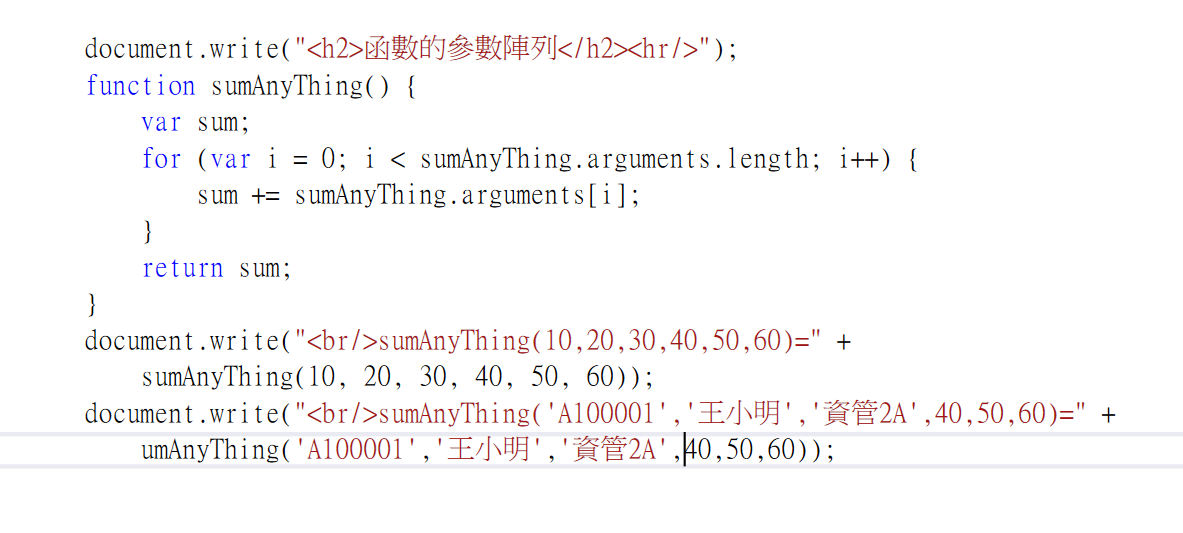 document.write("<h2>函數的參數陣列</h2><hr/>");
function sumAnyThing() {
var sum;
for (var i = 0; i < sumAnyThing.arguments.length; i++) {
sum += sumAnyThing.arguments[i];
}
return sum;
}
document.write("<br/>sumAnyThing(10,20,30,40,50,60)=" +
sumAnyThing(10, 20, 30, 40, 50, 60));
document.write("<br/>sumAnyThing('A100001','王小明','資管2A',40,50,60)=" +
umAnyThing('A100001','王小明','資管2A',40,50,60));